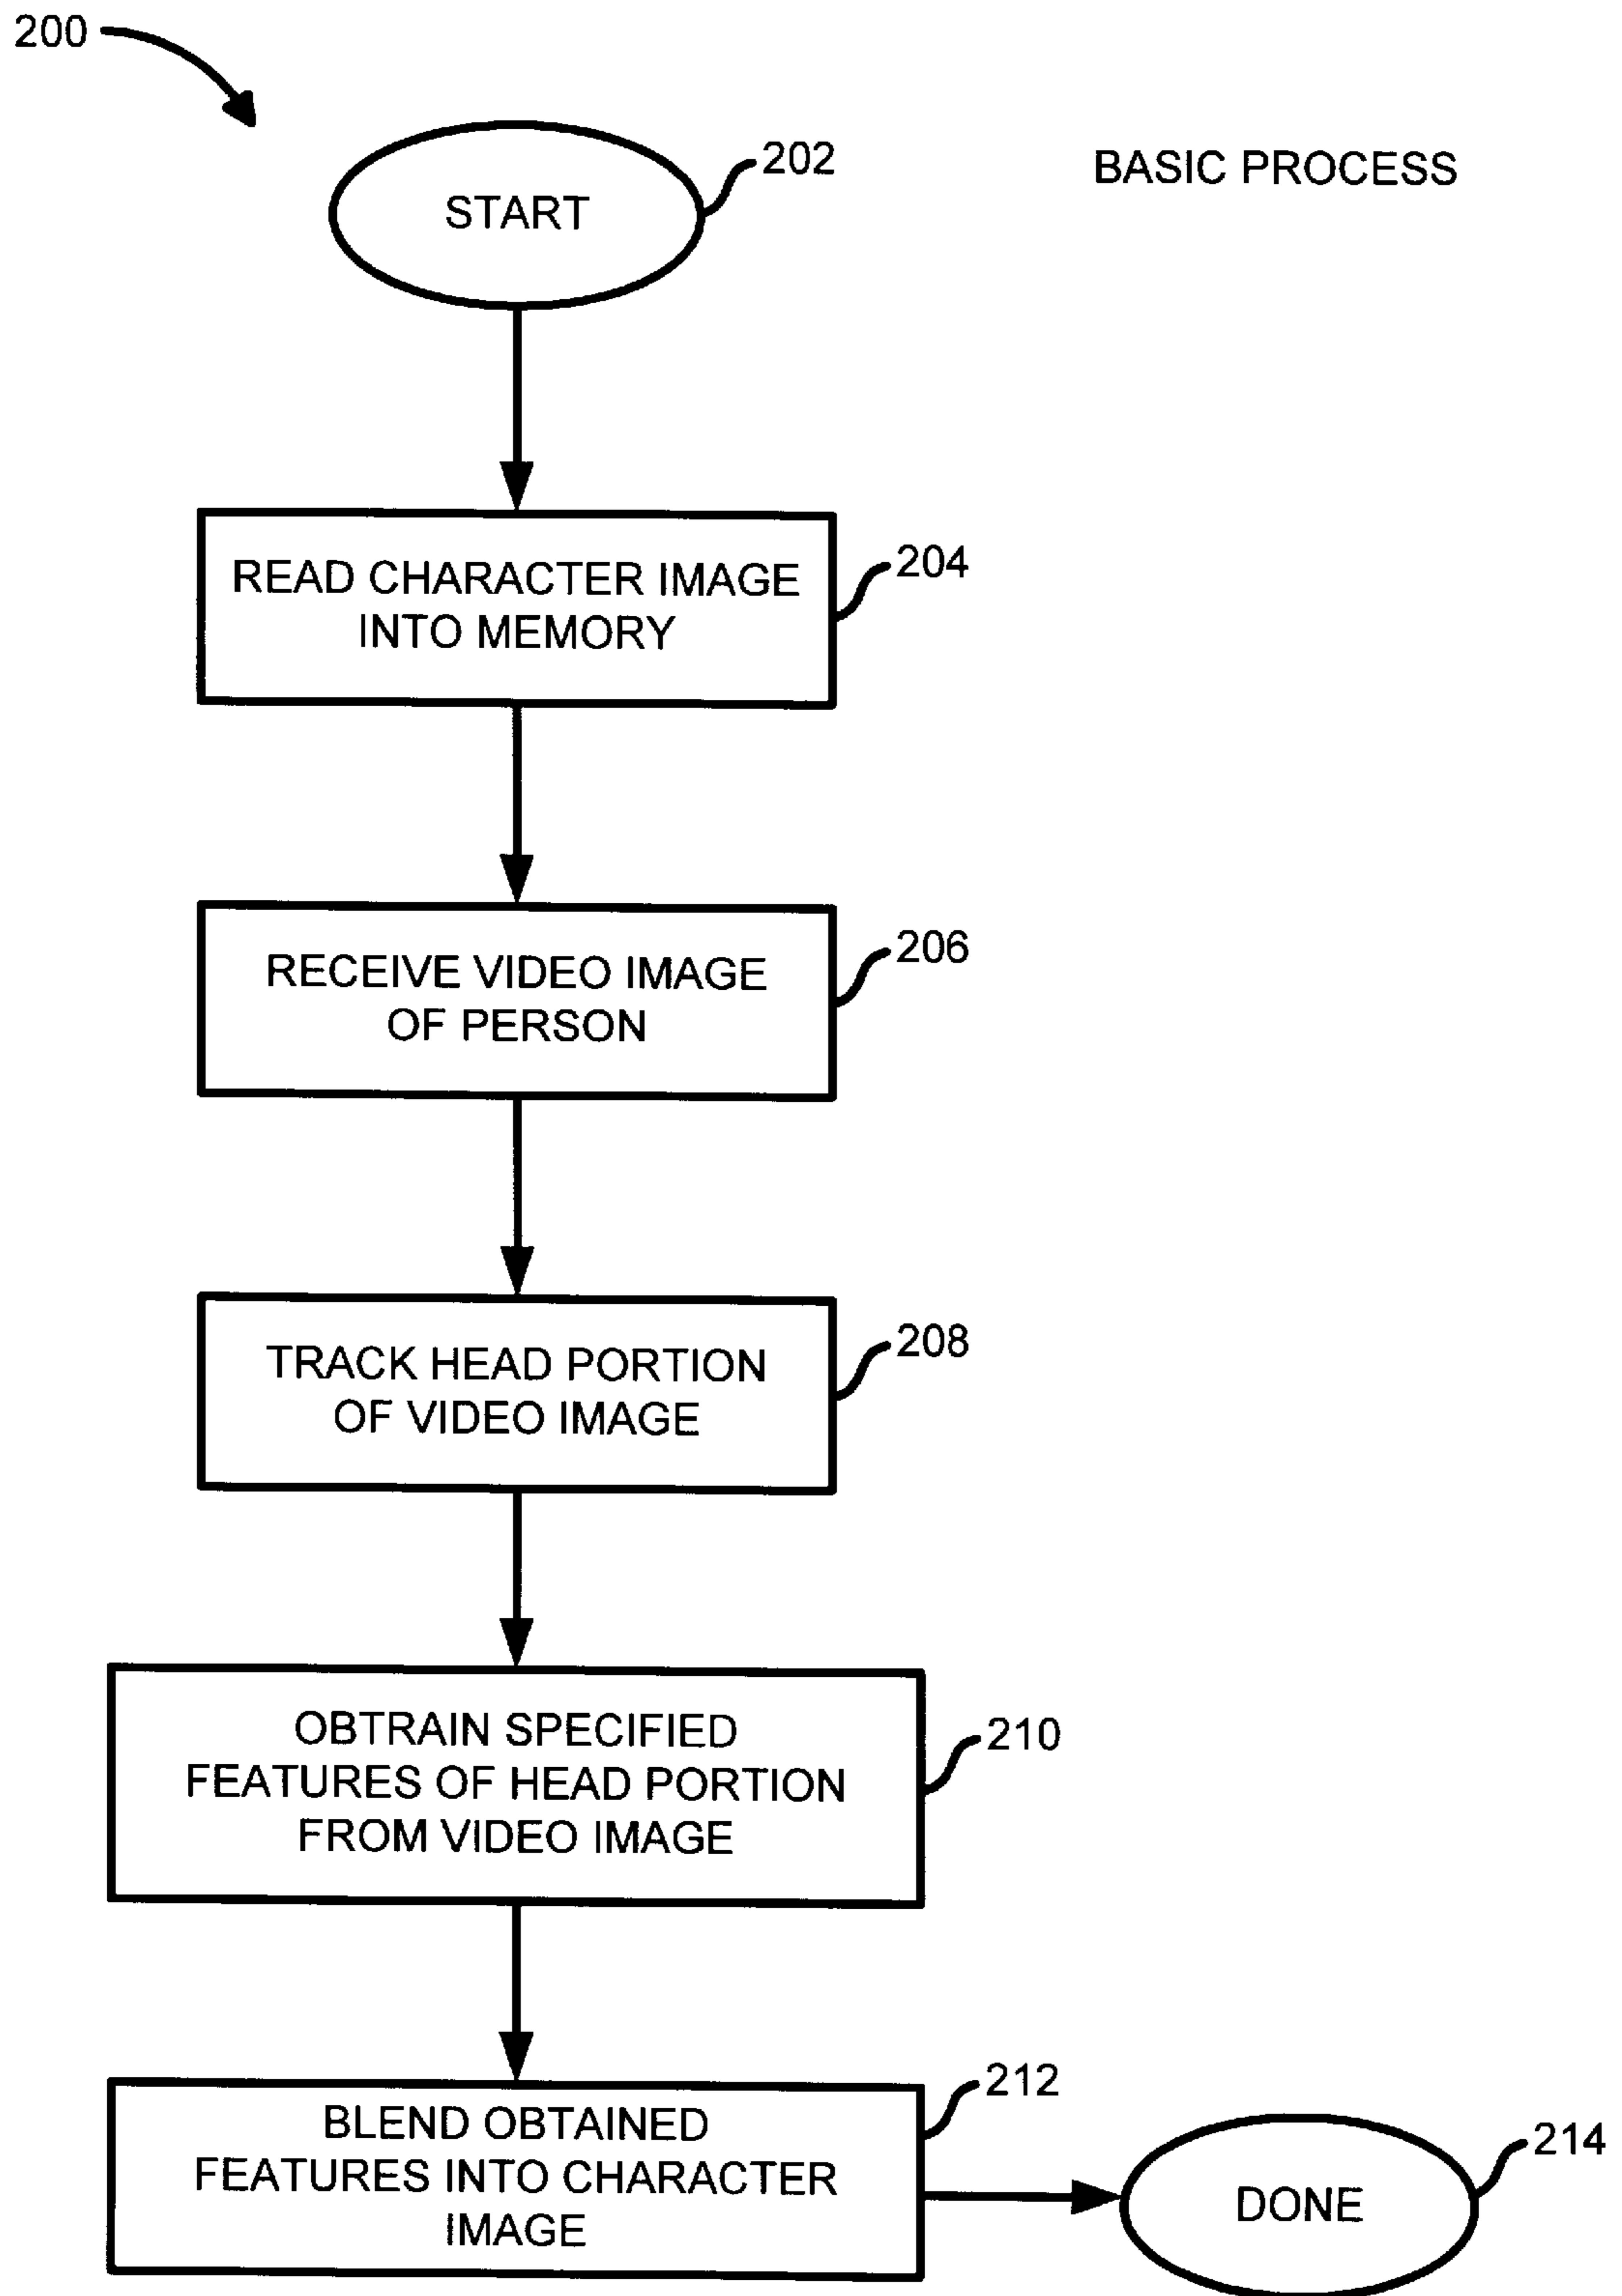 200
202
BASIC PROCESS
START
204
READ CHARACTER IMAGE
INTO MEMORY
206
RECEIVE VIDEO IMAGE
OF PERSON
208
TRACK HEAD PORTION
OF VIDEO IMAGE
210
OBTRAIN SPECIFIED
FEATURES OF HEAD PORTION
FROM VIDEO IMAGE
212
BLEND OBTAINED
FEATURES INTO CHARACTER
IMAGE
214
DONE